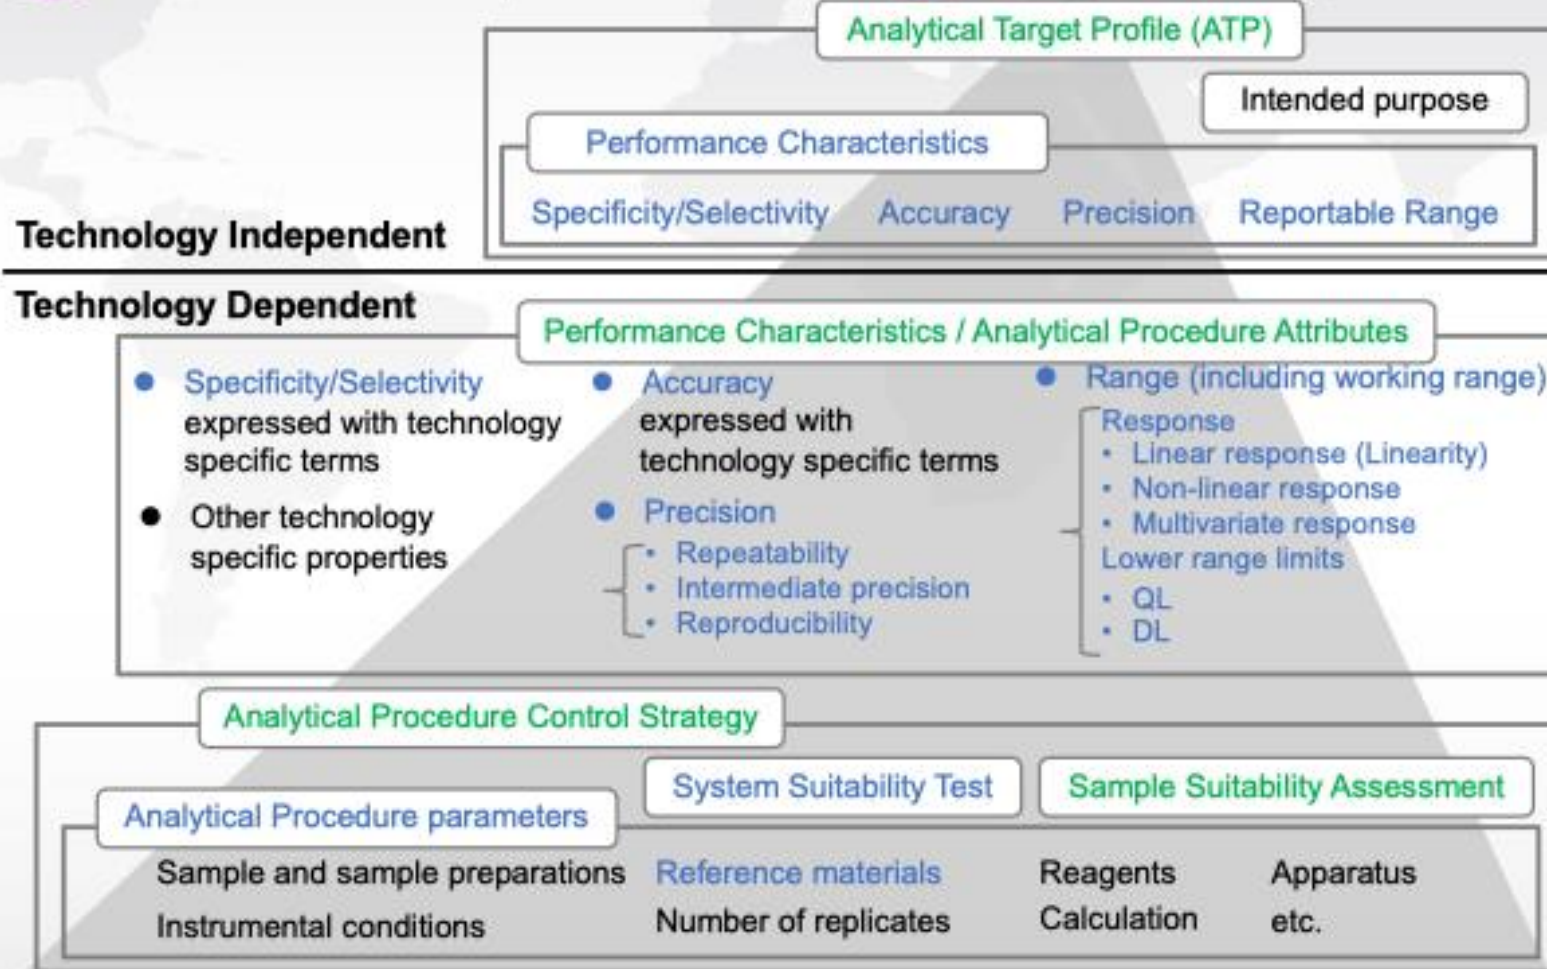 Analytical Target Profile (ATP)
Intended purpose
Performance Characteristics
Specificity/Selectivity Accuracy Precision Reportable Range
Technology Independent
Technology Dependent
Performance Characteristics / Analytical Procedure Attributes
● Specificity/Selectivity
expressed with technology
specific terms
● Other technology
specific properties
● Accuracy
expressed with
technology specific terms
● Precision
• Repeatability
• Intermediate precision
• Reproducibility
● Range (including working range)
Response
• Linear response (Linearity)
• Non-linear response
• Multivariate response
Lower range limits
• QL
• DL
Analytical Procedure Control Strategy
System Suitability Test
Sample Suitability Assessment
Analytical Procedure parameters
Sample and sample preparations Reference materials Reagents Apparatus
Instrumental conditions Number of replicates Calculation etc.